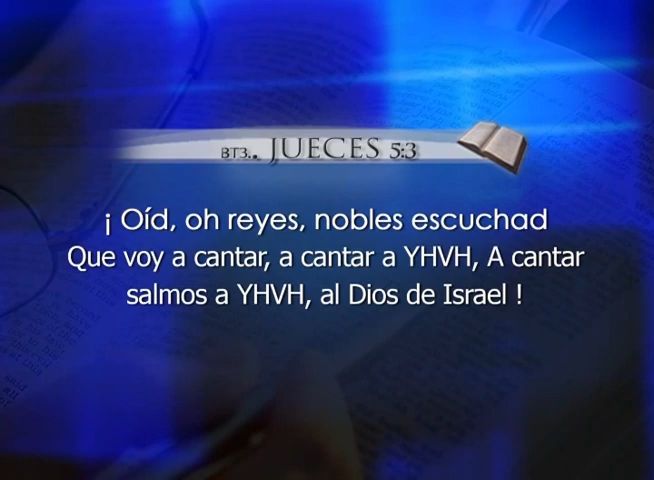 BT3.. JUECES 5:3
¡ Oíd, oh reyes, nobles escuchad
Que voy a cantar, a cantar a YHVH, A cantar
salmos a YHVH, al Dios de Israel !